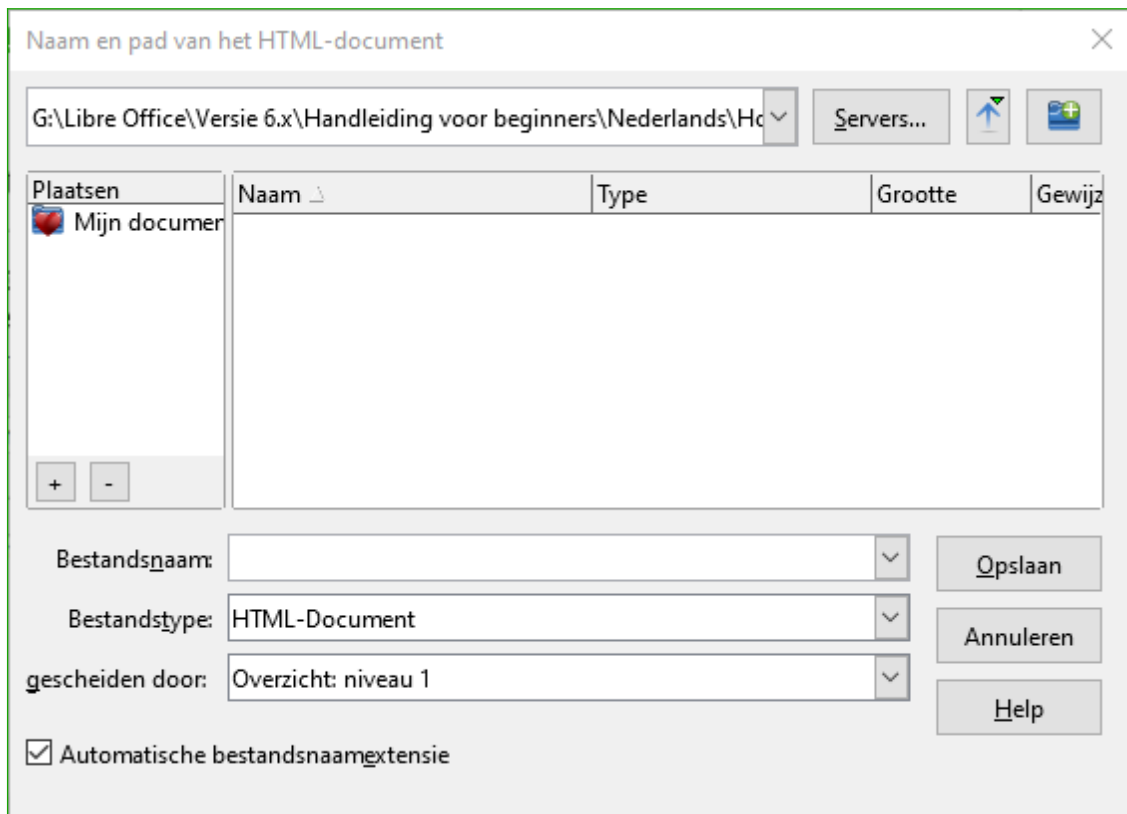 Naam en pad van het HTML-document
G:\Libre Office\Versie 6.x\Handleiding voor beginners\Nederlands\Ho
Servers...
Plaatsen
Naam
Type
Grootte
Gewijz
Mijn documen
+
-
Bestandsnaam:
Opslaan
Bestandstype:
HTML-Document
Annuleren
gescheiden door:
Overzicht: niveau 1
Help
Automatische bestandsnaamextensie